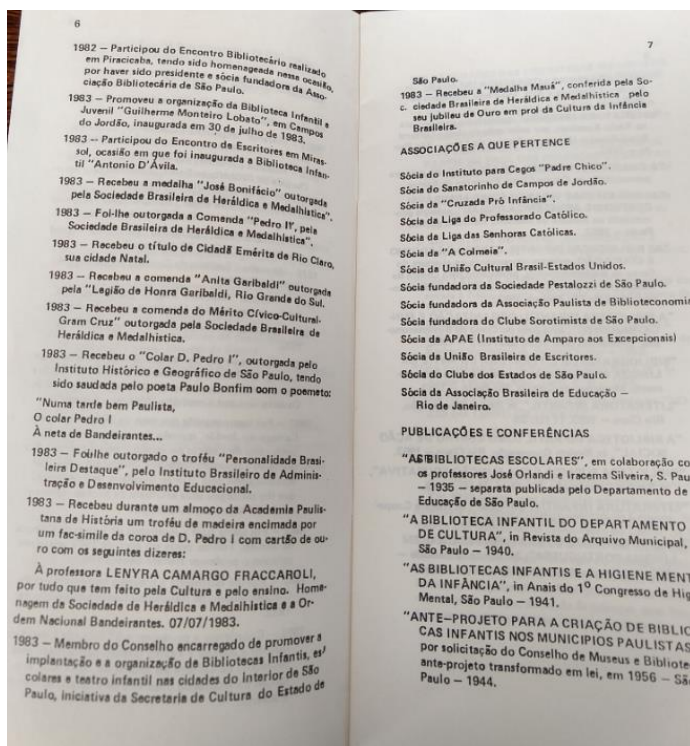 6
1982 — Participou do Encontro Bibliotecário realizado
em Piracicaba, tendo sido homenageada nessa ocasião,
por haver sido presidente e sócia fundadora da Asso-
ciação Bibliotecária de São Paulo.
1983 — Promoveu a organização da Biblioteca Infantil e
Juvenil "Guilherme Monteiro Lobato", em Campos
do Jordão, inaugurada em 30 de julho de 1983.
1983 — Participou do Encontro de Escritores em Miras-
sol, ocasião em que foi inaugurada a Biblioteca Infan-
til "Antonio D'Ávila.
1983 — Recebeu a medalha "José Bonifácio" outorgada
pela Sociedade Brasileira de Heráldica e Medalhística".
1983 — Foi-lhe outorgada a Comenda "Pedro I", pela
Sociedade Brasileira de Heráldica e Medalhística".
1983 — Recebeu o título de Cidadã Emérita de Rio Claro,
sua cidade Natal.
1983 — Recebeu a comenda "Anita Garibaldi" outorgada
pela "Legião de Honra Garibaldi, Rio Grande do Sul.
1983 — Recebeu a comenda do Mérito Cívico-Cultural-
Gram Cruz" outorgada pela Sociedade Brasileira de
Heráldica e Medalhística.
1983 — Recebeu o "Colar D. Pedro I", outorgada pelo
Instituto Histórico e Geográfico de São Paulo, tendo
sido saudada pelo poeta Paulo Bonfim oom o poemeto:
"Numa tarde bem Paulista,
O colar Pedro I
À neta de Bandeirantes...
1983 — Foi-lhe outorgado o troféu "Personalidade Brasi-
leira Destaque", pelo Instituto Brasileiro de Adminis-
tração e Desenvolvimento Educacional.
1983 — Recebeu durante um almoço da Academia Paulis-
tana de História um troféu de madeira encimada por
um fac-simile da coroa de D. Pedro I com cartão de ou-
ro com os seguintes dizeres:
À professora LENYRA CAMARGO FRACCAROLI,
por tudo que tem feito pela Cultura e pelo ensino. Home-
nagem da Sociedade de Heráldica e Medalhística e a Or-
dem Nacional Bandeirantes. 07/07/1983.
1983 — Membro do Conselho encarregado de promover a
implantação e a organização de Bibliotecas Infantis, es-
colares e teatro infantil nas cidades do Interior de São
Paulo, iniciativa da Secretaria de Cultura do Estado de
7
São Paulo.
1983 — Recebeu a "Medalha Mauá", conferida pela So-
c. ciedade Brasileira de Heráldica e Medalhística pelo
seu jubileu de Ouro em prol da Cultura da Infância
Brasileira.
ASSOCIAÇÕES A QUE PERTENCE
Sócia do Instituto para Cegos "Padre Chico".
Sócia do Sanatorinho de Campos de Jordão.
Sócia da "Cruzada Pró Infância".
Sócia da Liga do Professorado Católico.
Sócia da Liga das Senhoras Católicas.
Sócia da "A Colmeia".
Sócia da União Cultural Brasil-Estados Unidos.
Sócia fundadora da Sociedade Pestalozzi de São Paulo.
Sócia fundadora da Associação Paulista de Biblioteconomi
Sócia fundadora do Clube Sorotimista de São Paulo.
Sócia da APAE (Instituto de Amparo aos Excepcionais)
Sócia da União Brasileira de Escritores.
Sócia do Clube dos Estados de São Paulo.
Sócia da Associação Brasileira de Educação —
Rio de Janeiro.
PUBLICAÇÕES E CONFERÊNCIAS
"AS BIBLIOTECAS ESCOLARES", em colaboração co
os professores José Orlandi e Iracema Silveira, S. Pau
— 1935 — separata publicada pelo Departamento de
Educação de São Paulo.
"A BIBLIOTECA INFANTIL DO DEPARTAMENTO
DE CULTURA", in Revista do Arquivo Municipal,
São Paulo — 1940.
"AS BIBLIOTECAS INFANTIS E A HIGIENE MENT
DA INFÂNCIA", in Anais do 1º Congresso de Hig
Mental, São Paulo — 1941.
"ANTE-PROJETO PARA A CRIAÇÃO DE BIBLIO
CAS INFANTIS NOS MUNICIPIOS PAULISTAS
por solicitação do Conselho de Museus e Bibliote
ante-projeto transformado em lei, em 1956 — Sã
Paulo — 1944.